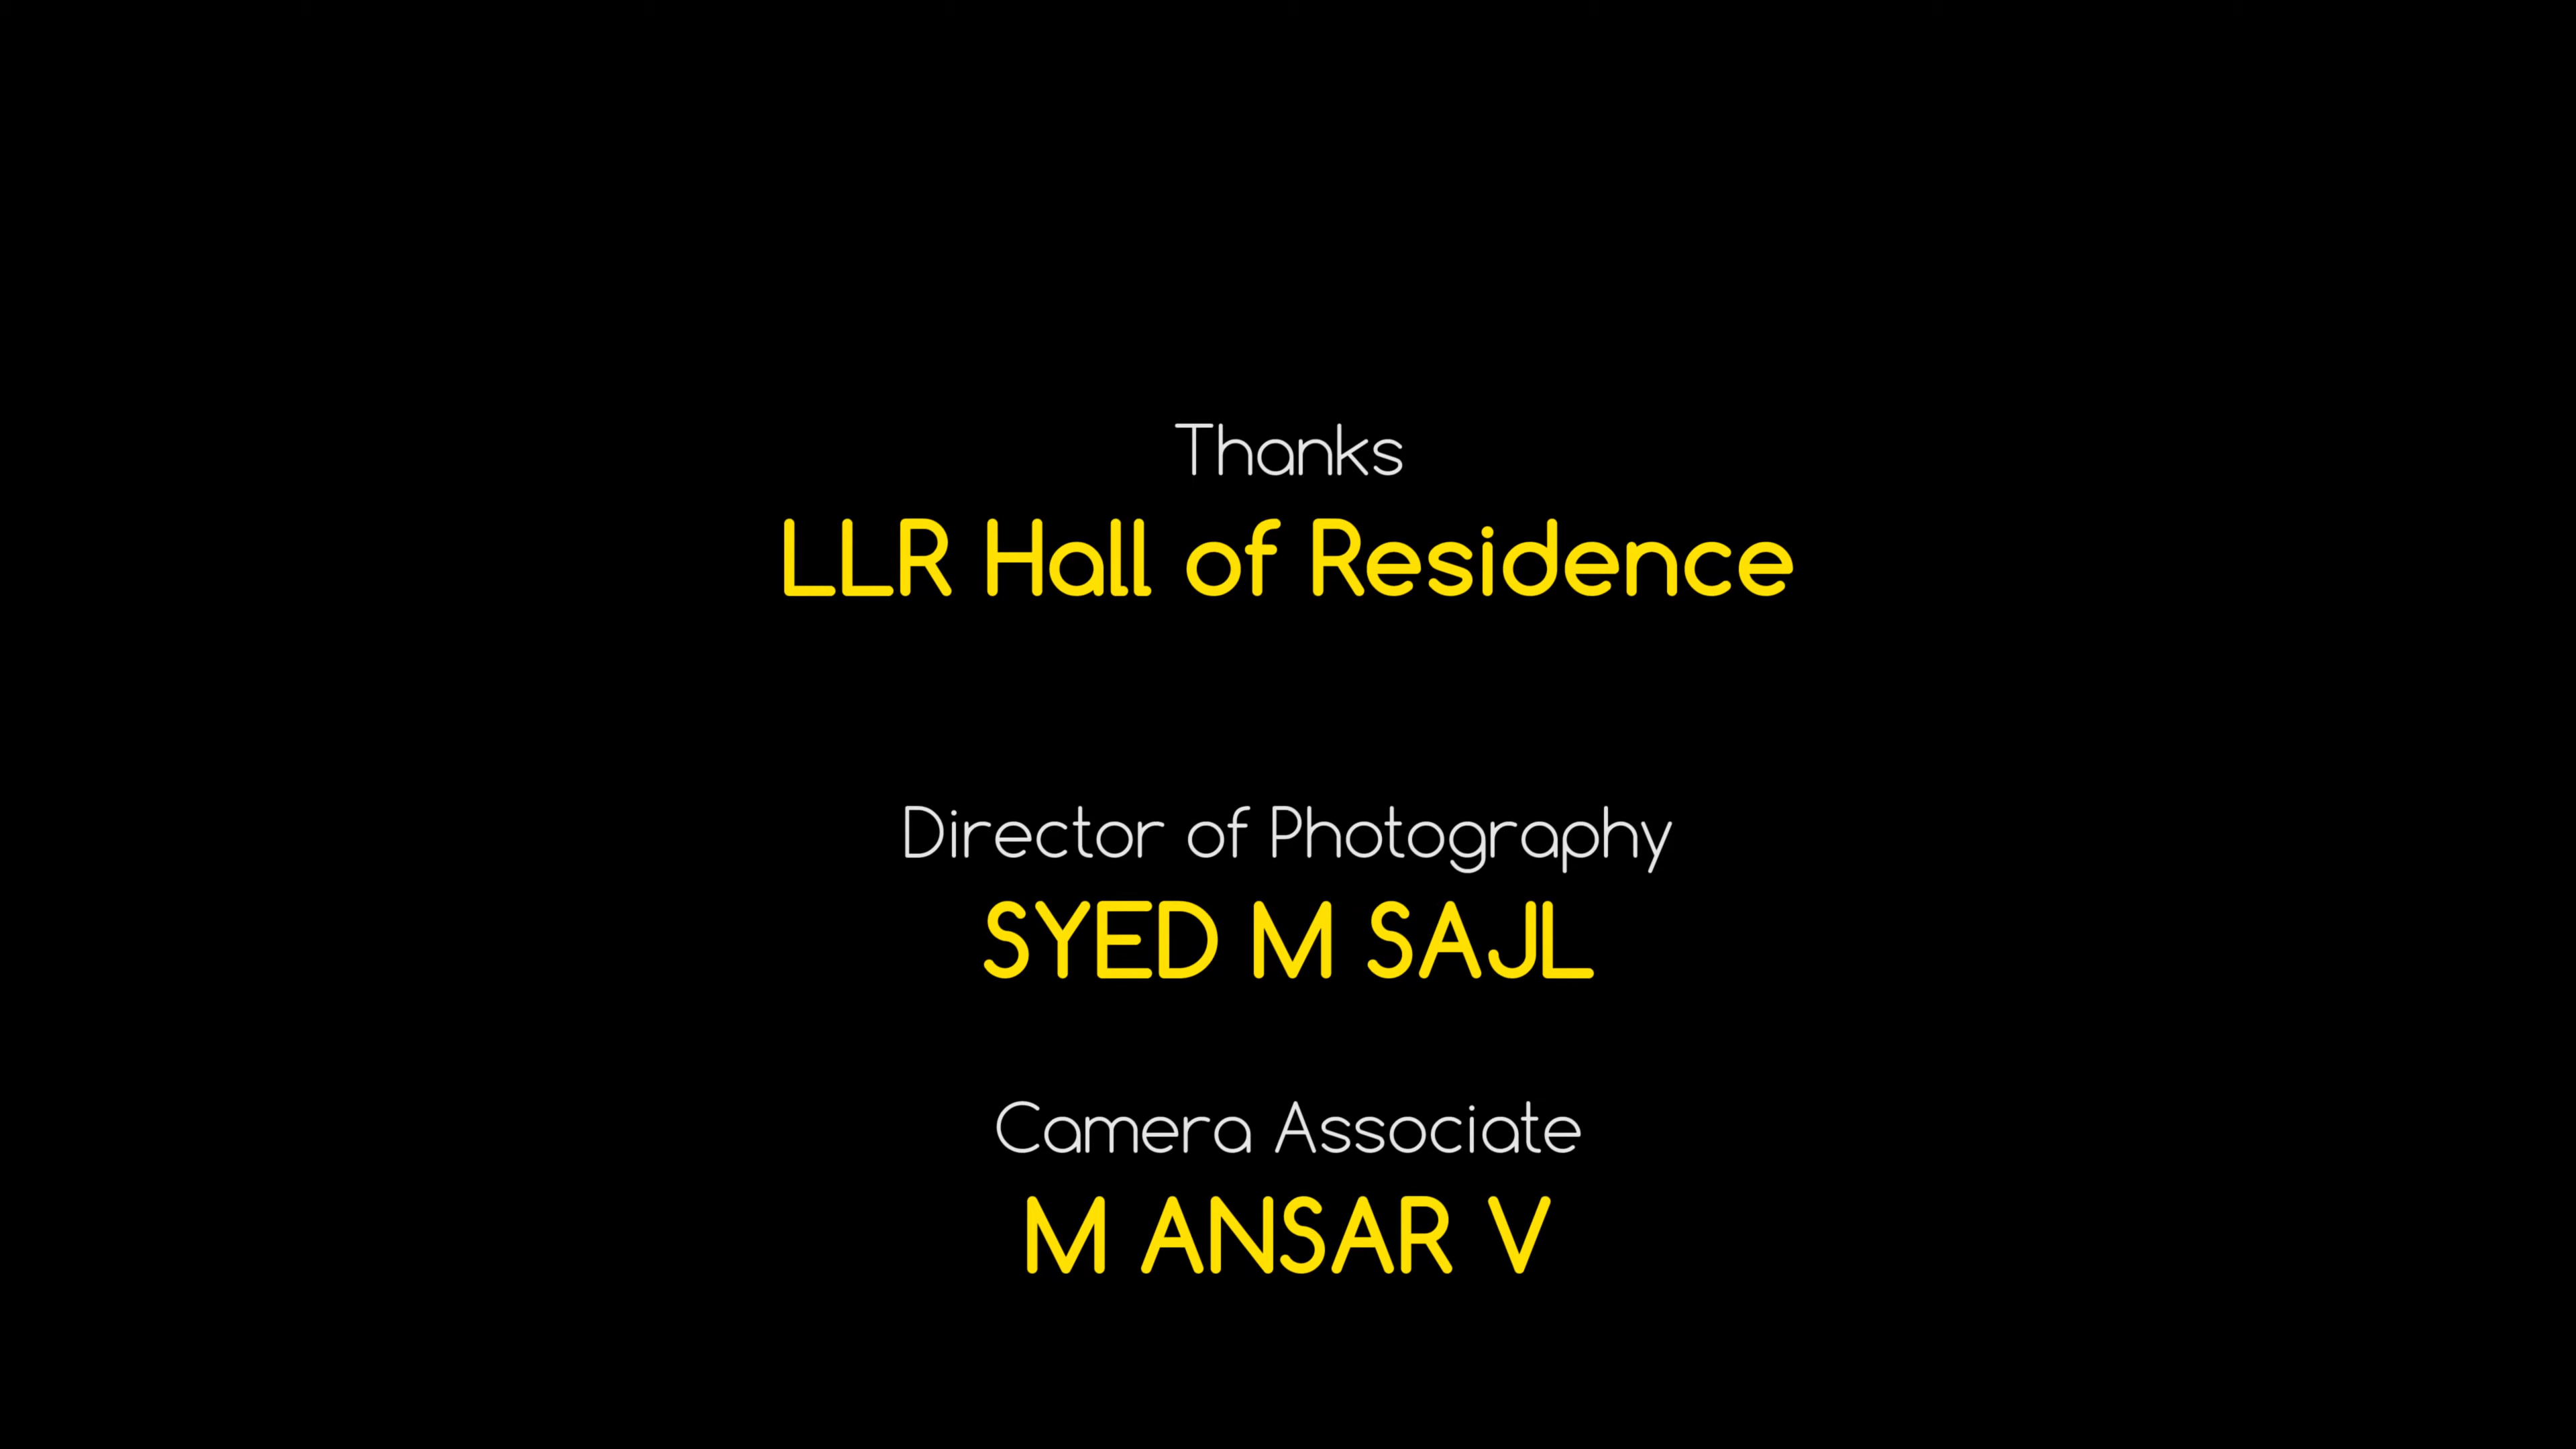 Thanks
LLR Hall of Residence
Director of Photography
SYED M SAJL
Camera Associate
M ANSAR V